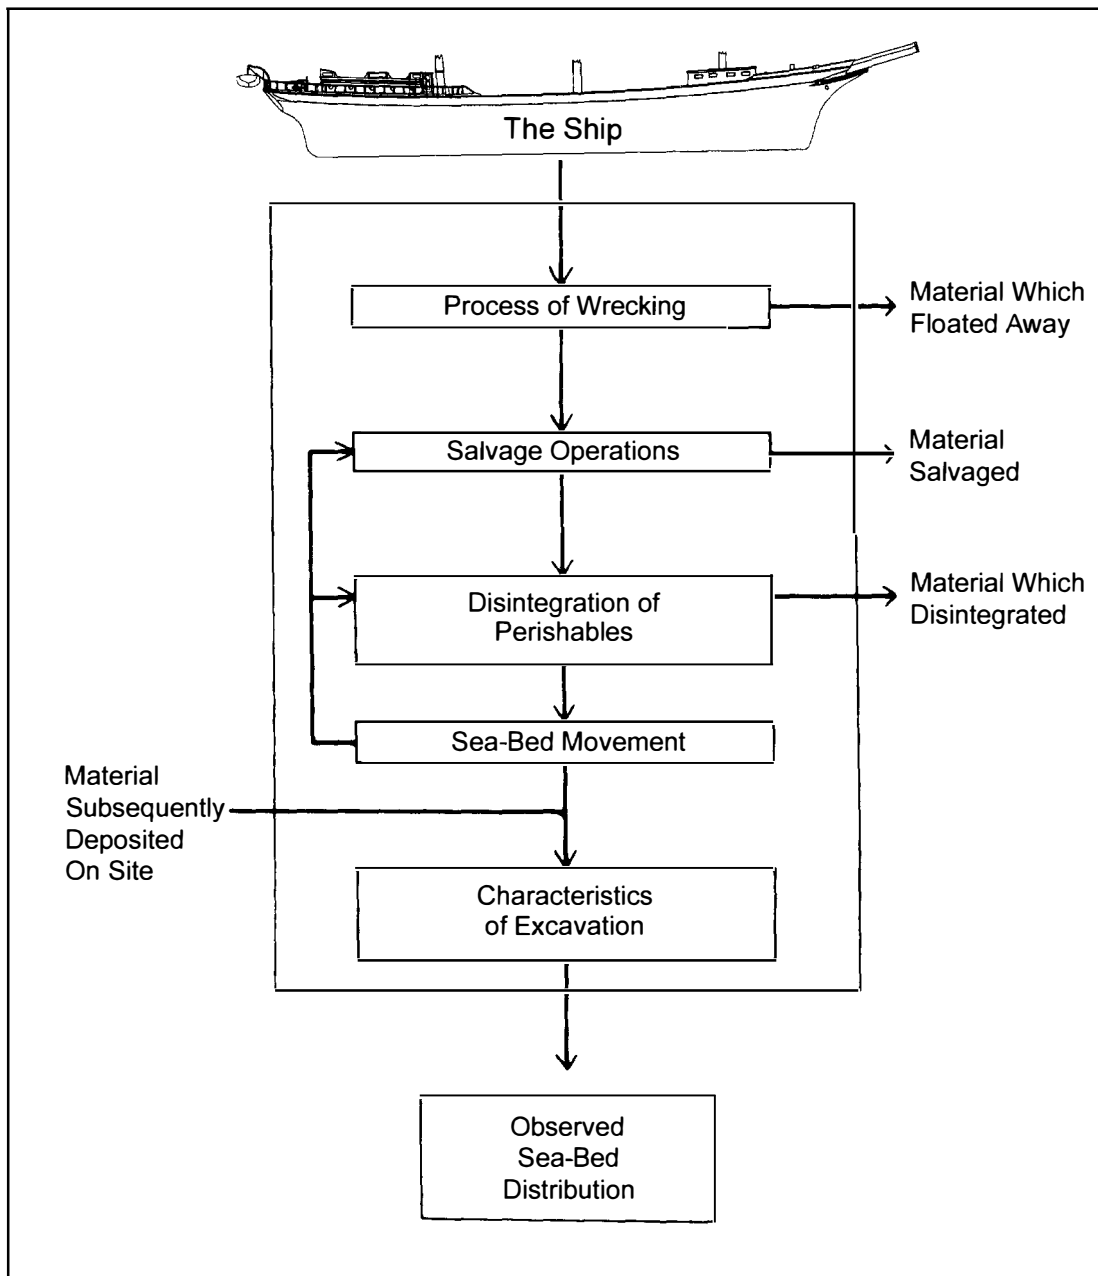 The Ship
Process of Wrecking
Material Which
Floated Away
Salvage Operations
Material
Salvaged
Disintegration of
Perishables
Material Which
Disintegrated
Sea-Bed Movement
Material
Subsequently
Deposited
On Site
Characteristics
of Excavation
Observed
Sea-Bed
Distribution